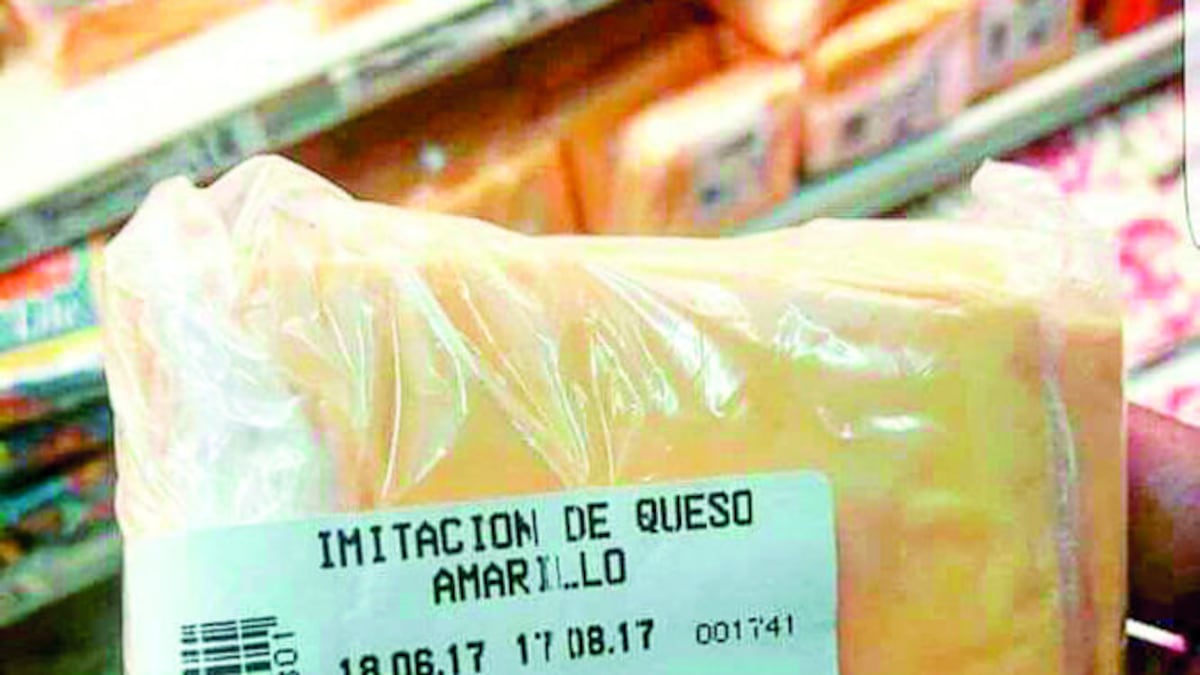 IMITACION DE QUESO
AMARILLO
18.06.17 17.08.17 001741